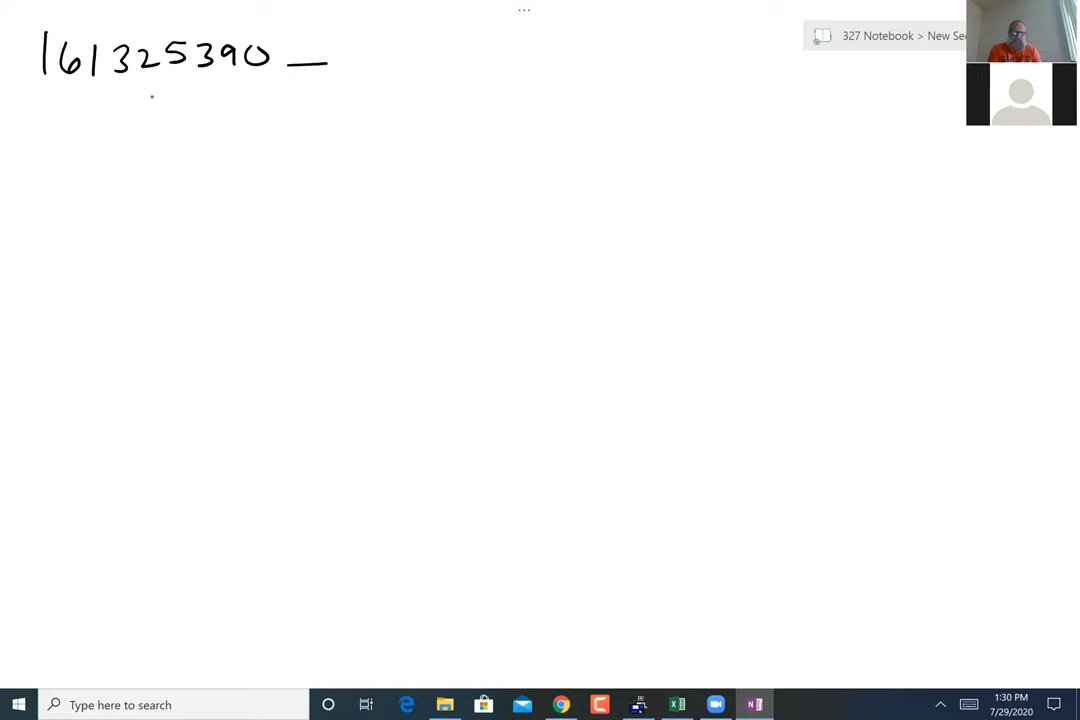 161325390 __
327 Notebook > New Se
Type here to search
1:30 PM
7/29/2020